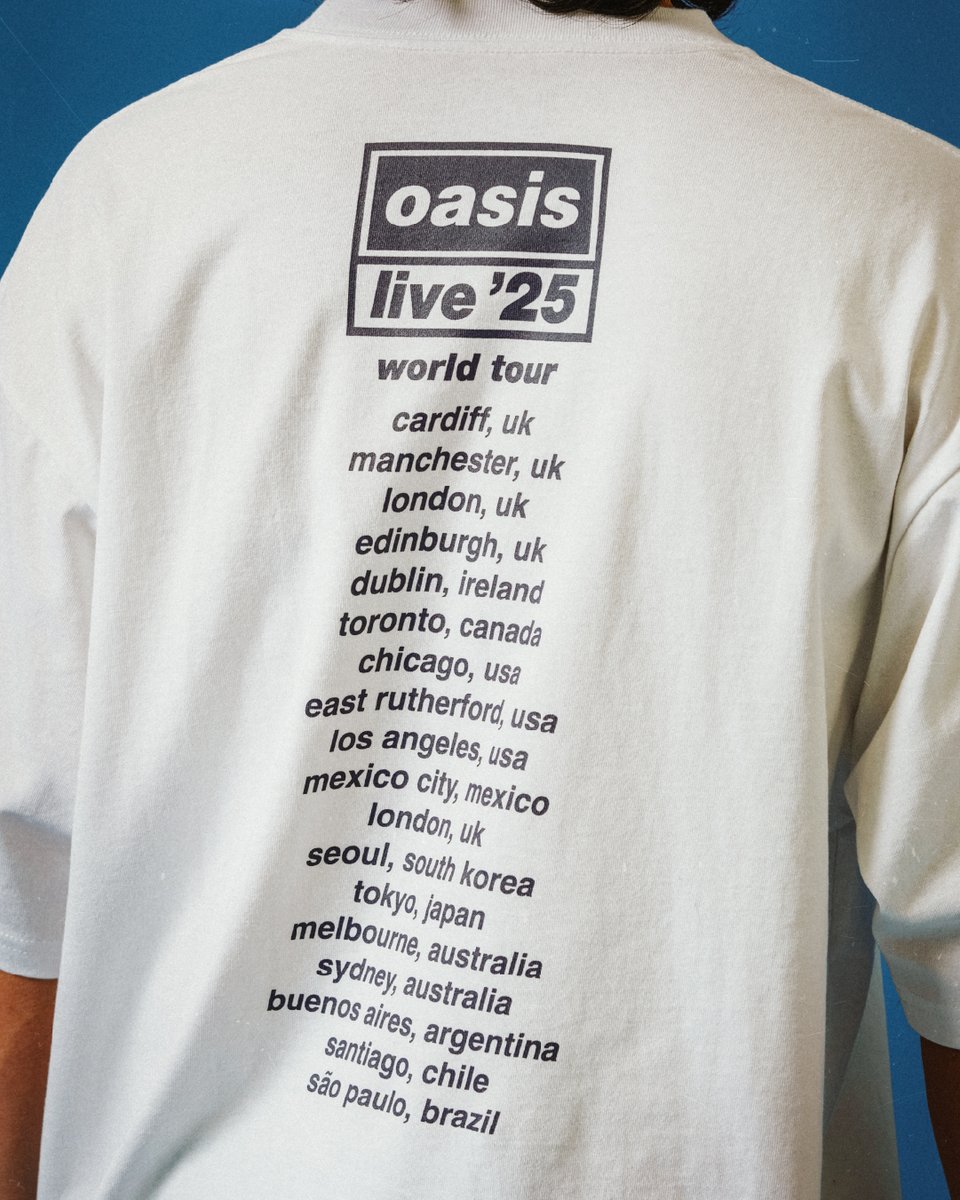 oasis
live ’25
world tour
cardiff, uk
manchester, uk
london, uk
edinburgh, uk
dublin, ireland
toronto, canada
chicago, usa
east rutherford, usa
los angeles, usa
mexico city, mexico
london, uk
seoul, south korea
tokyo, japan
melbourne, australia
sydney, australia
buenos aires, argentina
santiago, chile
são paulo, brazil